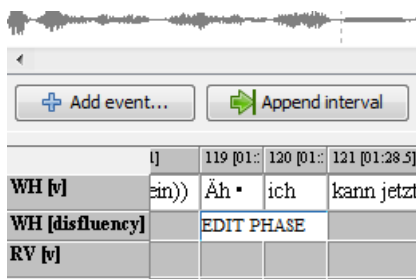 Add event... Append interval
1] 119 [01: 120 [01: 121 [01:28.5]
WH [v] ein)) Äh • ich kann jetzt
WH [disfluency] EDIT PHASE
RV [v]